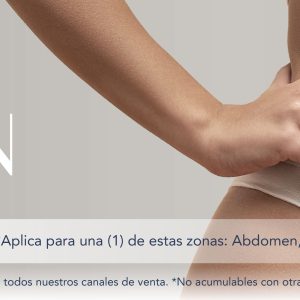 N
Aplica para una (1) de estas zonas: Abdomen,
todos nuestros canales de venta. *No acumulables con otra